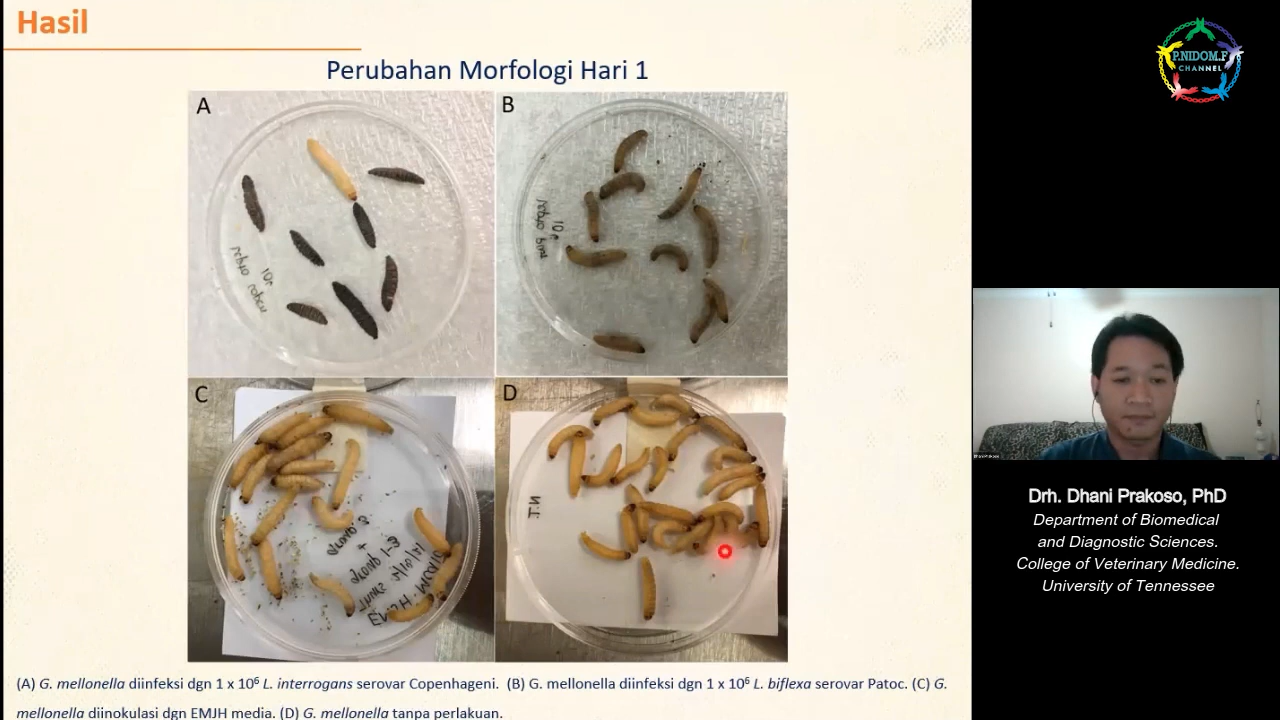 Hasil
Perubahan Morfologi Hari 1
A
B
C
D
N.T.
(A) G. mellonella diinfeksi dgn 1 x 10⁶ L. interrogans serovar Copenhageni. (B) G. mellonella diinfeksi dgn 1 x 10⁶ L. biflexa serovar Patoc. (C) G.
mellonella diinokulasi dgn EMJH media. (D) G. mellonella tanpa perlakuan.
P.NIDOM.F
CHANNEL
Drh. Dhani Prakoso, PhD
Department of Biomedical
and Diagnostic Sciences.
College of Veterinary Medicine.
University of Tennessee